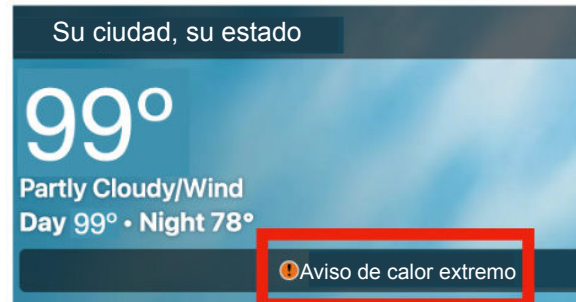 Su ciudad, su estado
99°
Partly Cloudy/Wind
Day 99° • Night 78°
Aviso de calor extremo